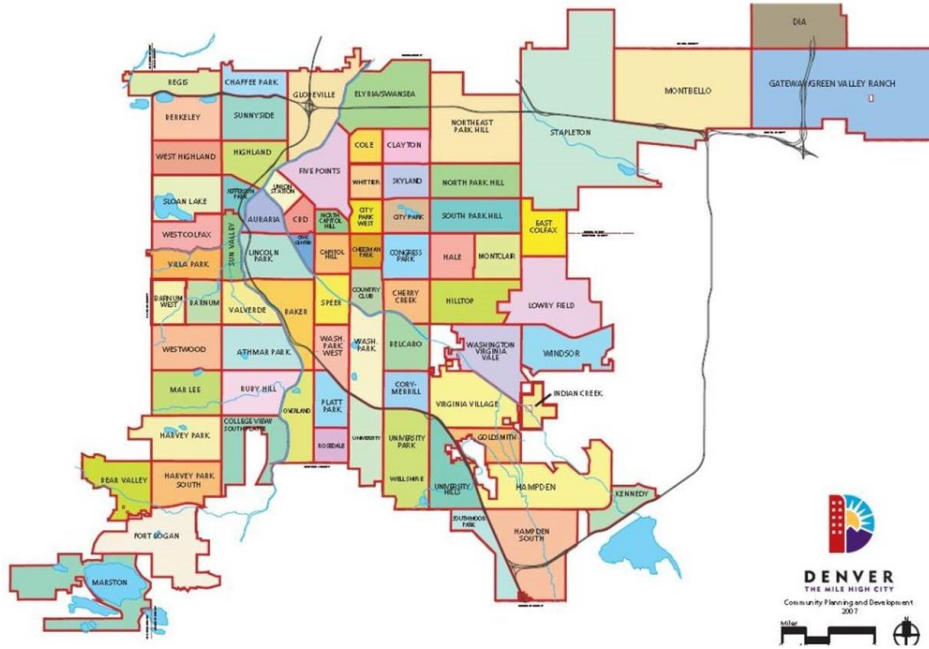 DIA
REGIS
CHAFFEE PARK
GLOBEVILLE
ELYRIA/SWANSEA
MONTBELLO
GATEWAY/GREEN VALLEY RANCH
BERKELEY
SUNNYSIDE
NORTHEAST
PARK HILL
STAPLETON
WEST HIGHLAND
HIGHLAND
COLE
CLAYTON
FIVE POINTS
WHITTIER
SKYLAND
NORTH PARK HILL
SLOAN LAKE
JEFFERSON
PARK
UNION
STATION
AURARIA
CBD
NORTH
CAPITOL
HILL
CITY
PARK
WEST
CITY PARK
SOUTH PARK HILL
EAST
COLFAX
WEST COLFAX
SUN VALLEY
LINCOLN
PARK
CIVIC
CENTER
CAPITOL
HILL
CHEESMAN
PARK
CONGRESS
PARK
HALE
MONTCLAIR
VILLA PARK
BARNUM
WEST
BARNUM
VALVERDE
BAKER
SPEER
COUNTRY
CLUB
CHERRY
CREEK
HILLTOP
LOWRY FIELD
WESTWOOD
ATHMAR PARK
WASH.
PARK
WEST
WASH.
PARK
BELCARO
WASHINGTON
VIRGINIA
VALE
WINDSOR
MAR LEE
RUBY HILL
OVERLAND
PLATT
PARK
CORY-
MERRILL
VIRGINIA VILLAGE
INDIAN CREEK
HARVEY PARK
COLLEGE VIEW
SOUTH PLATTE
ROSEDALE
UNIVERSITY
UNIVERSITY
PARK
GOLDSMITH
BEAR VALLEY
HARVEY PARK
SOUTH
WELLSHIRE
UNIVERSITY
HILLS
HAMPDEN
KENNEDY
FORT LOGAN
SOUTHMOOR
PARK
HAMPDEN
SOUTH
MARSTON
DENVER
THE MILE HIGH CITY
Community Planning and Development
2007
Miles
N